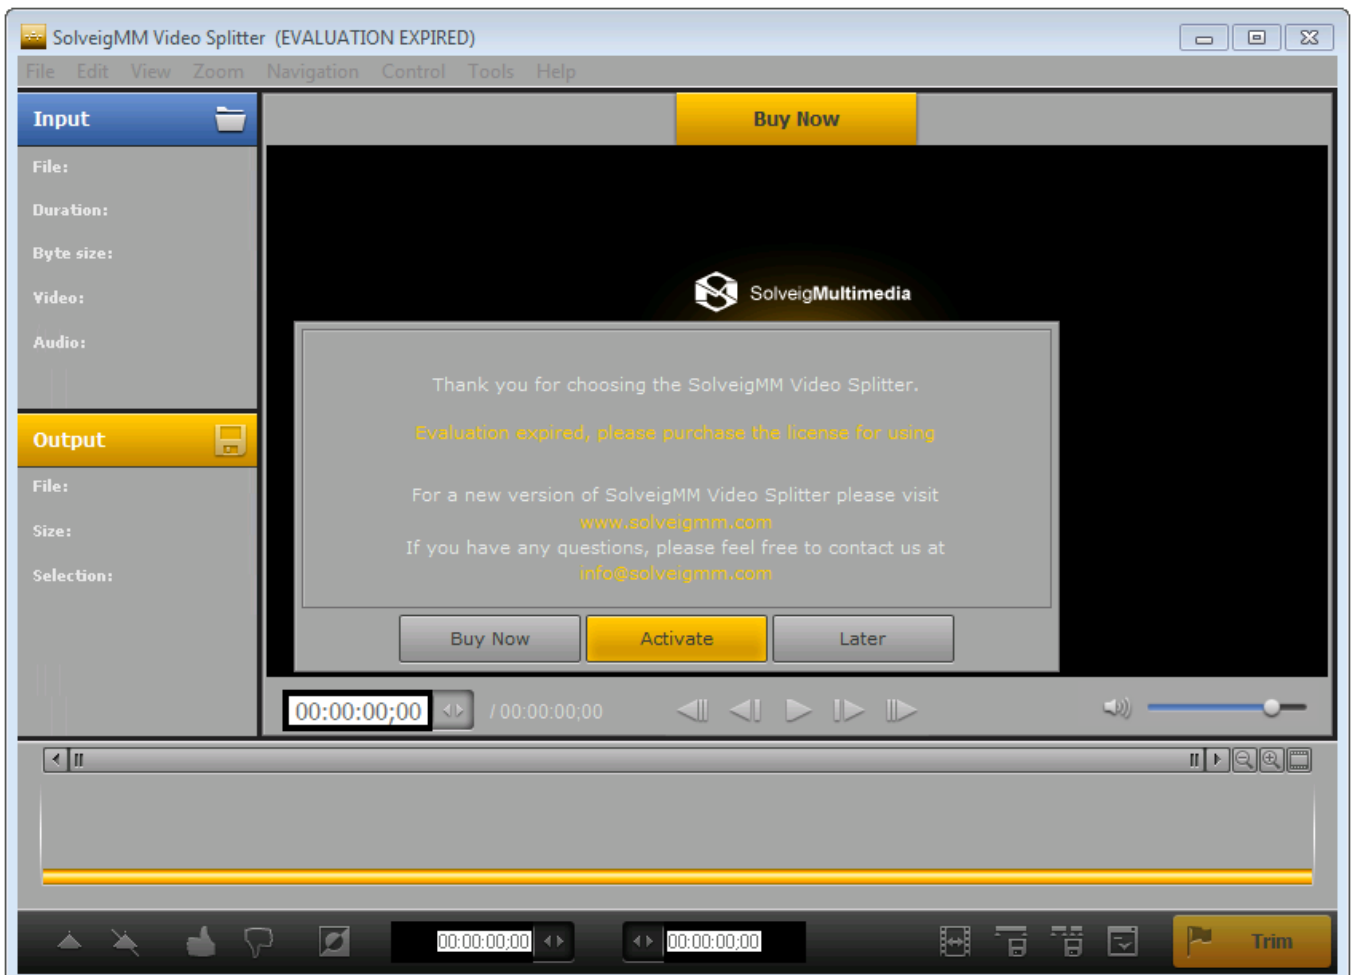 SolveigMM Video Splitter (EVALUATION EXPIRED)
File Edit View Zoom Navigation Control Tools Help
Input
Buy Now
File:
Duration:
Byte size:
Video:
Audio:
SolveigMultimedia
Thank you for choosing the SolveigMM Video Splitter.
Evaluation expired, please purchase the license for using
For a new version of SolveigMM Video Splitter please visit
www.solveigmm.com
If you have any questions, please feel free to contact us at
info@solveigmm.com
Buy Now Activate Later
Output
File:
Size:
Selection:
00:00:00;00 / 00:00:00;00
00:00:00;00 00:00:00;00 Trim